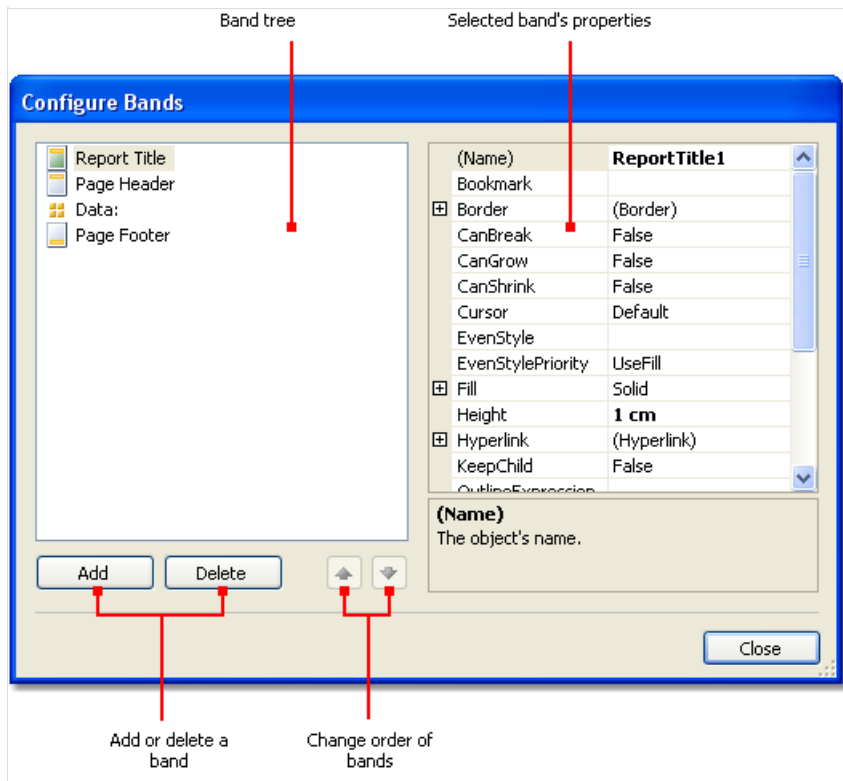 Band tree
Selected band's properties
Configure Bands
Report Title
Page Header
Data:
Page Footer
(Name) ReportTitle1
Bookmark
Border (Border)
CanBreak False
CanGrow False
CanShrink False
Cursor Default
EvenStyle
EvenStylePriority UseFill
Fill Solid
Height 1 cm
Hyperlink (Hyperlink)
KeepChild False
OutlineExpression
(Name)
The object's name.
Add
Delete
Close
Add or delete a
band
Change order of
bands